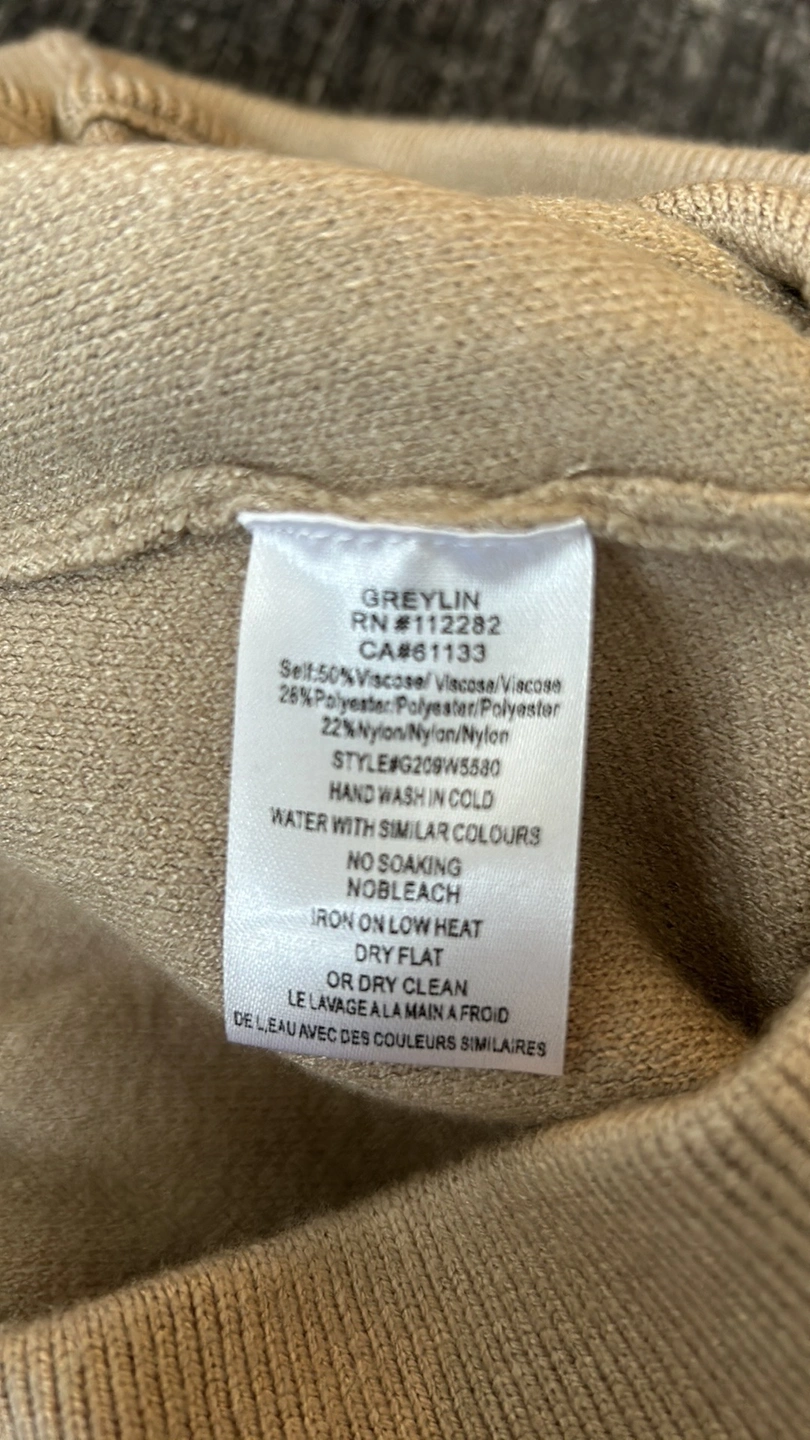 GREYLIN
RN #112282
CA#61133
Self:50%Viscose/Viscose/Viscose
28%Polyester/Polyester/Polyester
22%Nylon/Nylon/Nylon
STYLE#G209W5580
HAND WASH IN COLD
WATER WITH SIMILAR COLOURS
NO SOAKING
NOBLEACH
IRON ON LOW HEAT
DRY FLAT
OR DRY CLEAN
LE LAVAGE A LA MAIN A FROID
DE L,EAU AVEC DES COULEURS SIMILAIRES